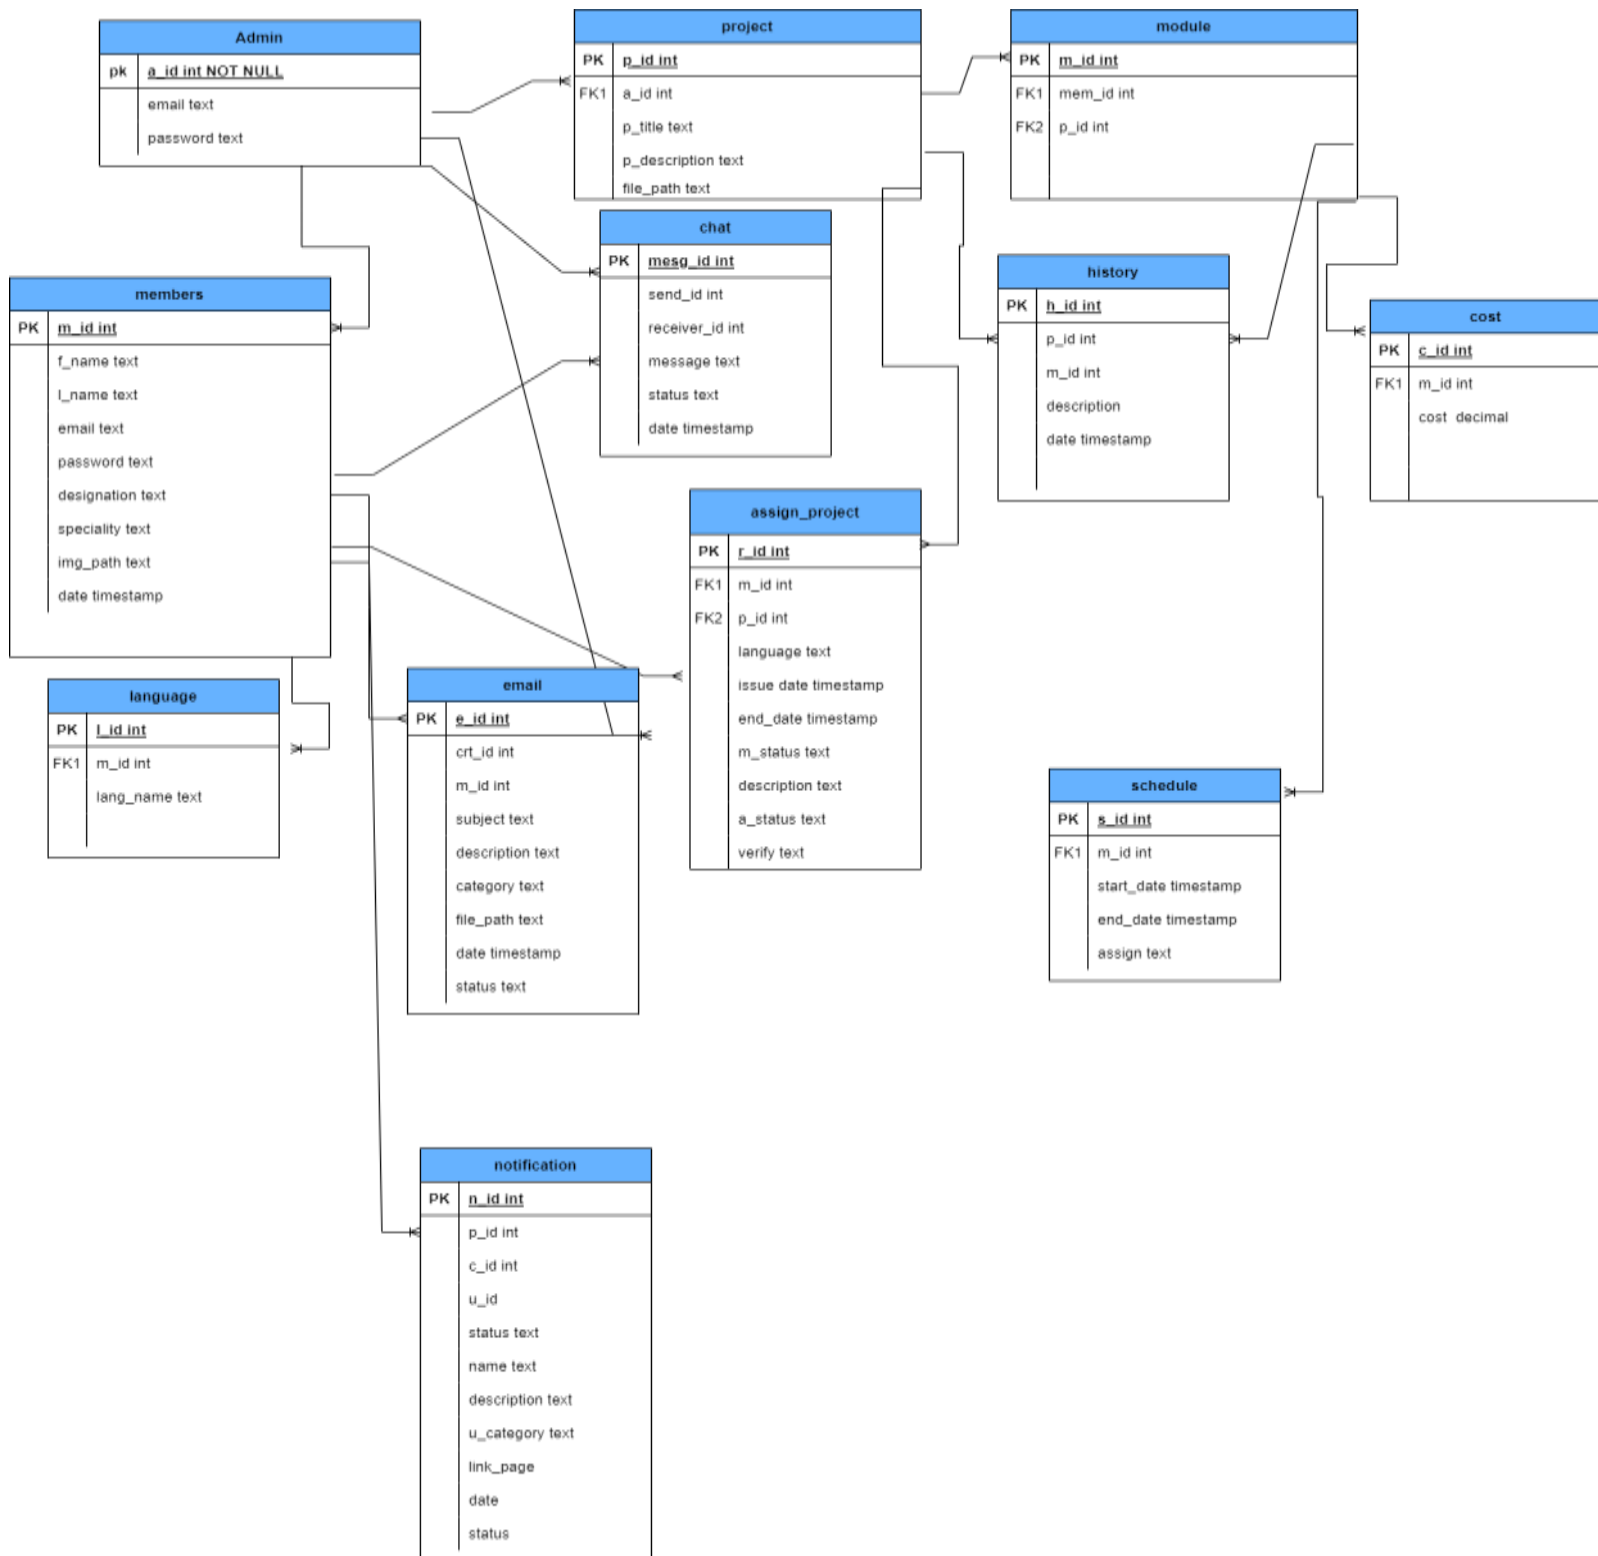 Admin
pk a_id int NOT NULL
email text
password text
project
PK p_id int
FK1 a_id int
p_title text
p_description text
file_path text
module
PK m_id int
FK1 mem_id int
FK2 p_id int
chat
PK mesg_id int
send_id int
receiver_id int
message text
status text
date timestamp
history
PK h_id int
p_id int
m_id int
description
date timestamp
cost
PK c_id int
FK1 m_id int
cost decimal
members
PK m_id int
f_name text
l_name text
email text
password text
designation text
speciality text
img_path text
date timestamp
assign_project
PK r_id int
FK1 m_id int
FK2 p_id int
language text
issue date timestamp
end_date timestamp
m_status text
description text
a_status text
verify text
language
PK l_id int
FK1 m_id int
lang_name text
email
PK e_id int
crt_id int
m_id int
subject text
description text
category text
file_path text
date timestamp
status text
schedule
PK s_id int
FK1 m_id int
start_date timestamp
end_date timestamp
assign text
notification
PK n_id int
p_id int
c_id int
u_id
status text
name text
description text
u_category text
link_page
date
status